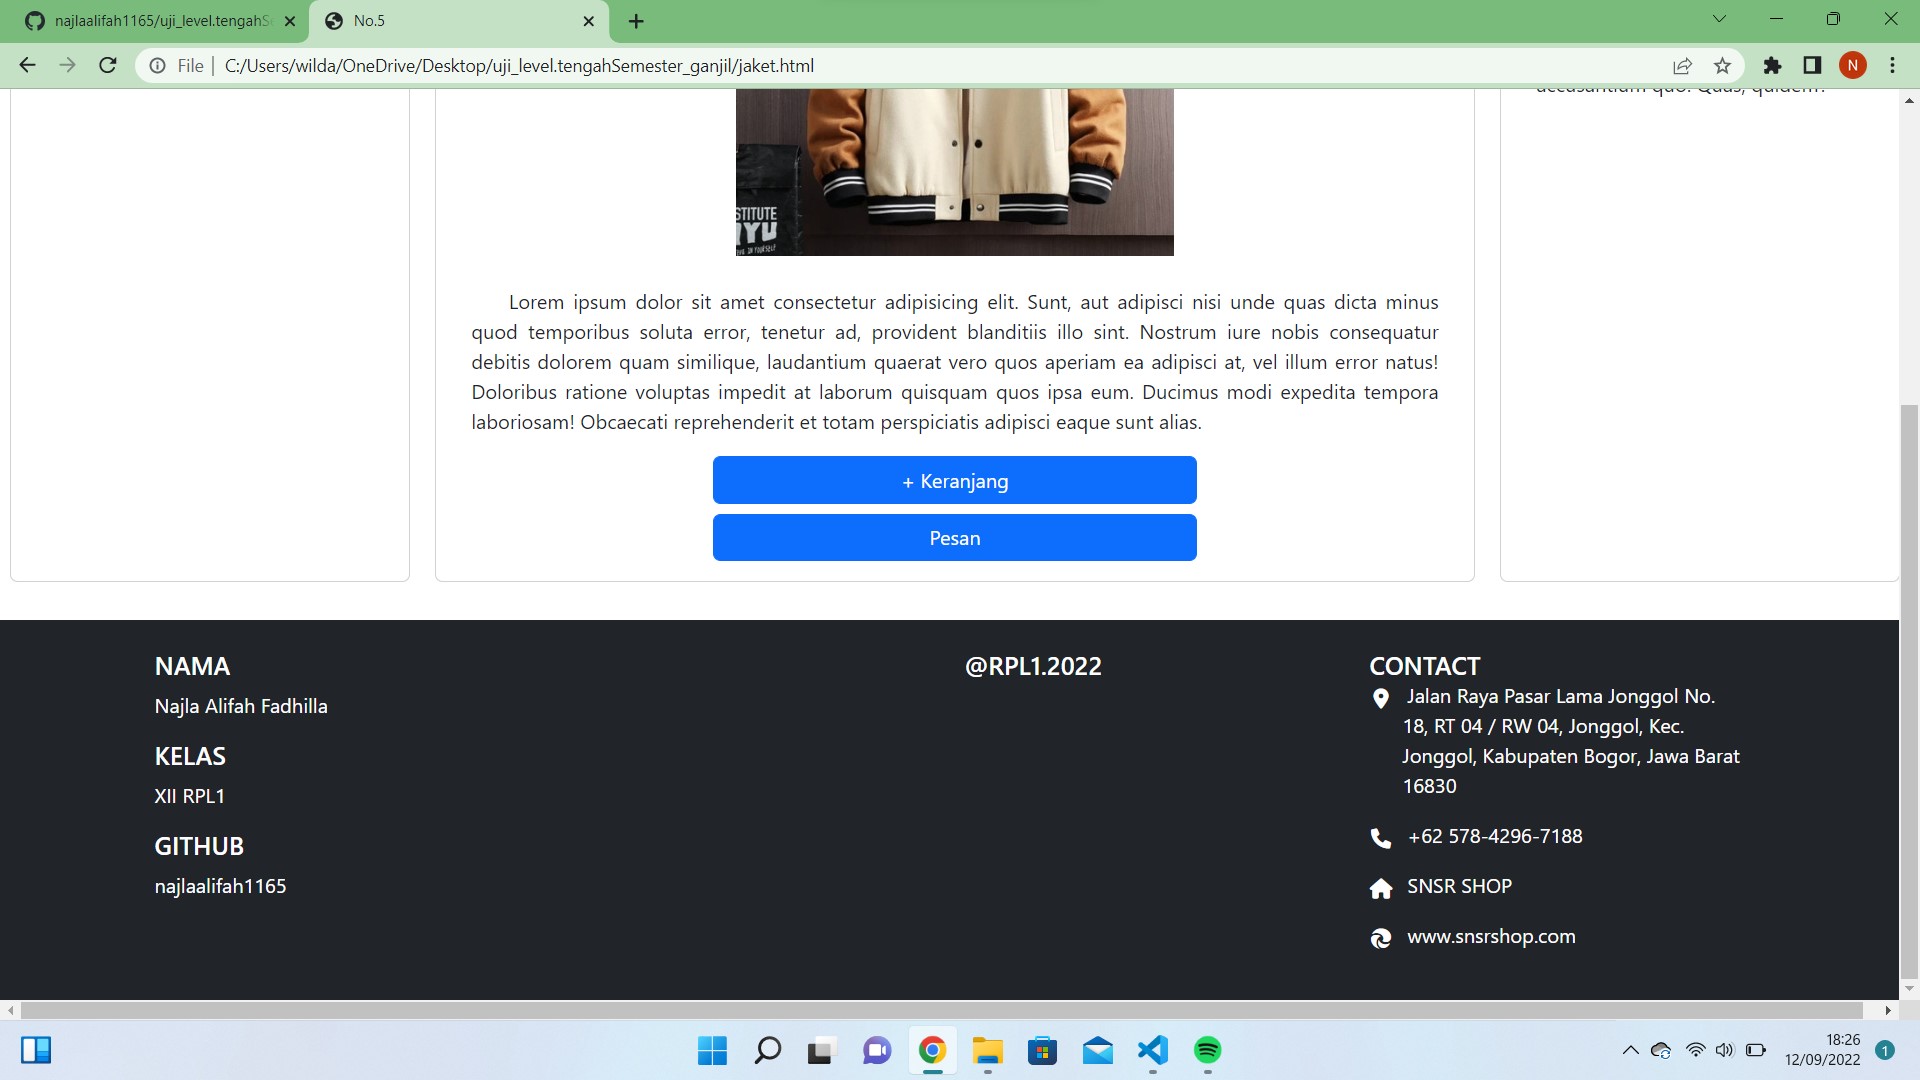 najlaalifah1165/uji_level.tengahS
No.5
File
C:/Users/wilda/OneDrive/Desktop/uji_level.tengahSemester_ganjil/jaket.html
N
accusantium quo! Quas, quidem!
STITUTE
Lorem ipsum dolor sit amet consectetur adipisicing elit. Sunt, aut adipisci nisi unde quas dicta minus
quod temporibus soluta error, tenetur ad, provident blanditiis illo sint. Nostrum iure nobis consequatur
debitis dolorem quam similique, laudantium quaerat vero quos aperiam ea adipisci at, vel illum error natus!
Doloribus ratione voluptas impedit at laborum quisquam quos ipsa eum. Ducimus modi expedita tempora
laboriosam! Obcaecati reprehenderit et totam perspiciatis adipisci eaque sunt alias.
+ Keranjang
Pesan
NAMA
Najla Alifah Fadhilla
KELAS
XII RPL1
GITHUB
najlaalifah1165
@RPL1.2022
CONTACT
Jalan Raya Pasar Lama Jonggol No.
18, RT 04 / RW 04, Jonggol, Kec.
Jonggol, Kabupaten Bogor, Jawa Barat
16830
+62 578-4296-7188
SNSR SHOP
www.snsrshop.com
18:26
12/09/2022
1